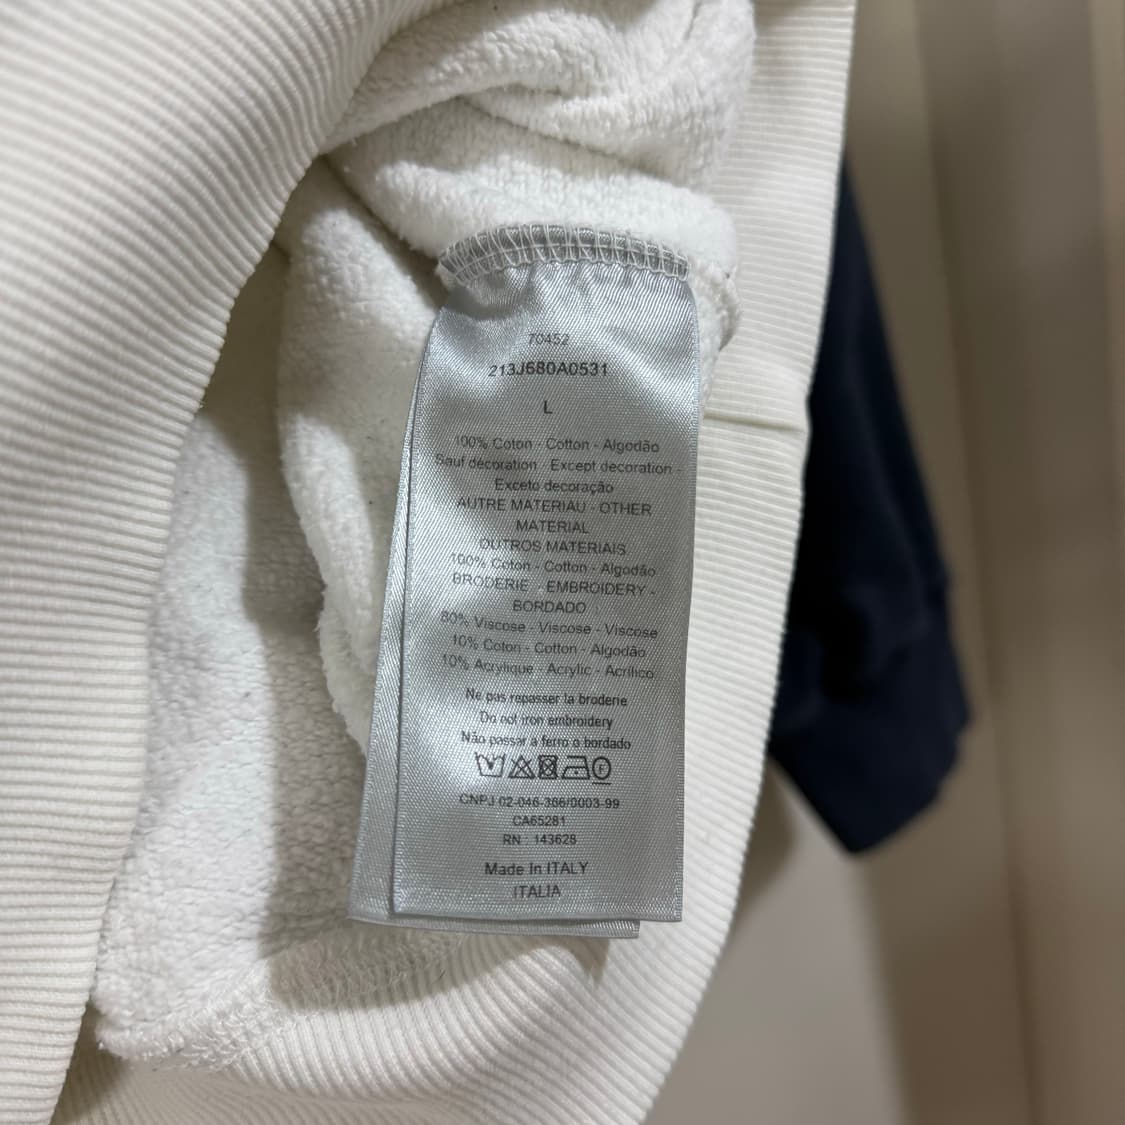 70452
213J680A0531
L
100% Coton - Cotton - Algodão
Sauf decoration - Except decoration -
Exceto decoração
AUTRE MATERIAU - OTHER
MATERIAL
OUTROS MATERIAIS
100% Coton - Cotton - Algodão
BRODERIE - EMBROIDERY -
BORDADO
80% Viscose - Viscose - Viscose
10% Coton - Cotton - Algodão
10% Acrylique - Acrylic - Acrílico
Ne pas repasser la broderie
Do not iron embroidery
Não passar a ferro o bordado
CNPJ 02-046-366/0003-99
CA65281
RN : 143628
Made In ITALY
ITALIA